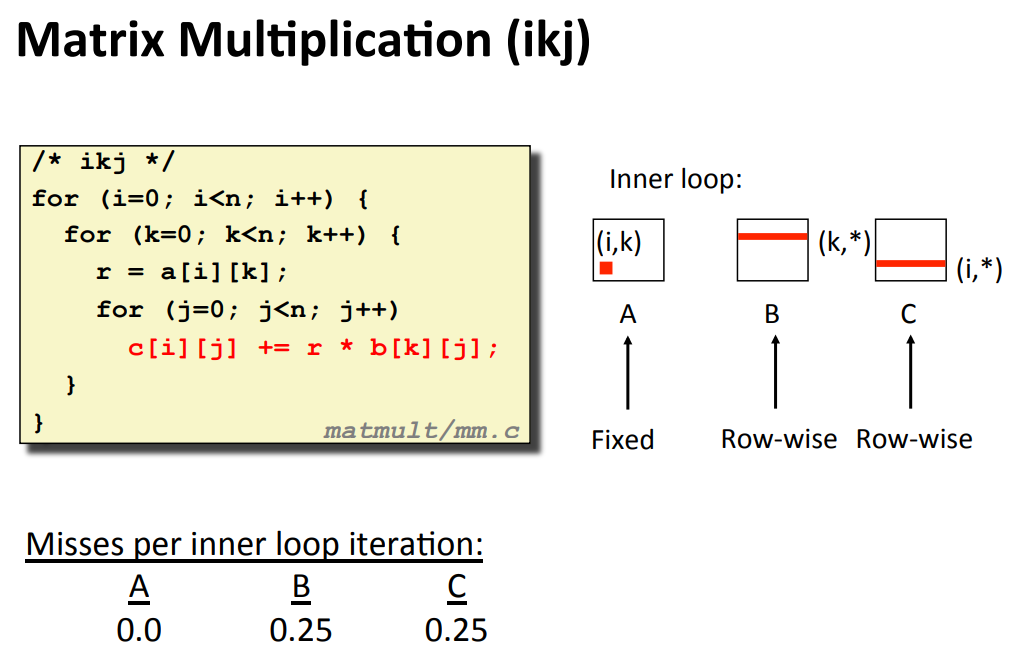 Matrix Multiplication (ikj)
/* ikj */
for (i=0; i<n; i++) {
for (k=0; k<n; k++) {
r = a[i][k];
for (j=0; j<n; j++)
c[i][j] += r * b[k][j];
}
}
matmult/mm.c
Inner loop:
(i,k)
(k,*)
(i,*)
A B C
Fixed Row-wise Row-wise
Misses per inner loop iteration:
A B C
0.0 0.25 0.25